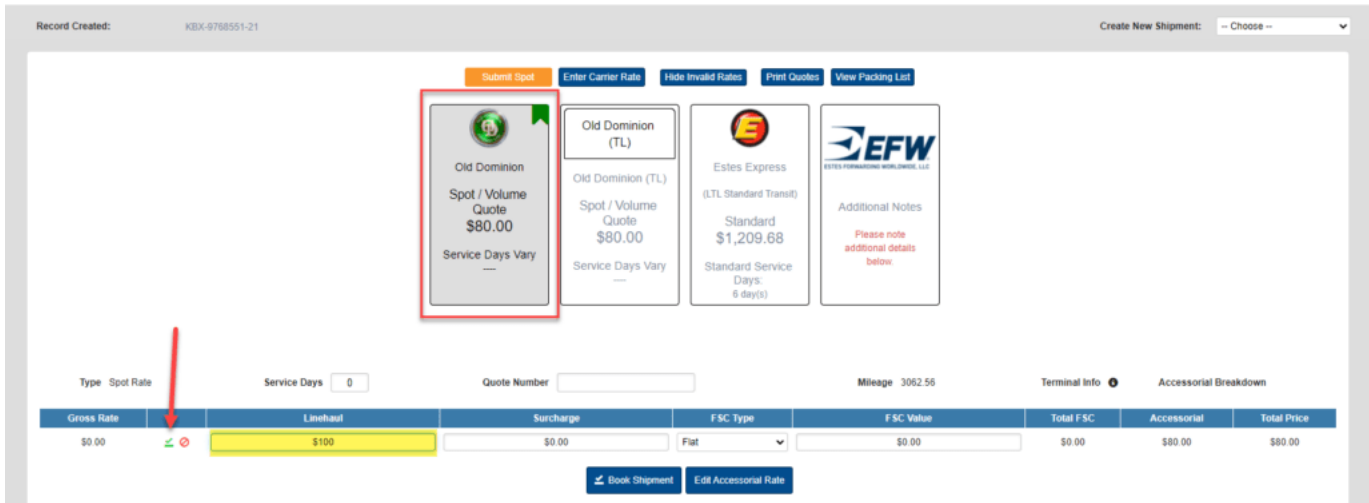 Record Created: KBX-9768551-21 Create New Shipment: -- Choose --
Submit Spot Enter Carrier Rate Hide Invalid Rates Print Quotes View Packing List
Old Dominion
Spot / Volume
Quote
$80.00
Service Days Vary
---
Old Dominion
(TL)
Old Dominion (TL)
Spot / Volume
Quote
$80.00
Service Days Vary
---
E
Estes Express
(LTL Standard Transit)
Standard
$1,209.68
Standard Service
Days:
6 day(s)
EFW
ESTES FORWARDING WORLDWIDE, LLC
Additional Notes
Please note
additional details
below.
Type Spot Rate Service Days 0 Quote Number Mileage 3062.56 Terminal Info Accessorial Breakdown
Gross Rate Linehaul Surcharge FSC Type FSC Value Total FSC Accessorial Total Price
$0.00 $100 $0.00 Flat $0.00 $0.00 $80.00 $80.00
Book Shipment Edit Accessorial Rate